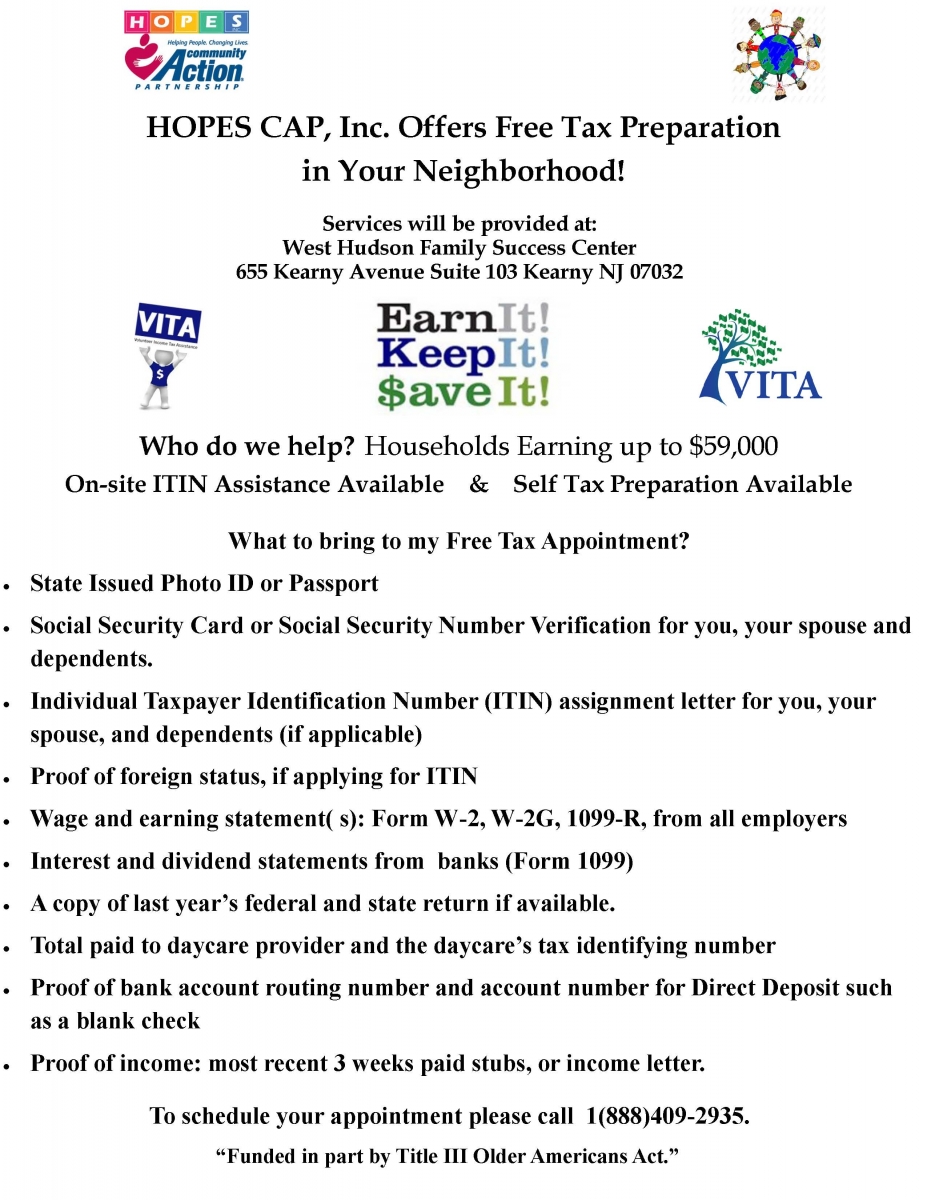 HOPES
Helping People. Changing Lives.
community
Action
PARTNERSHIP
HOPES CAP, Inc. Offers Free Tax Preparation
in Your Neighborhood!
Services will be provided at:
West Hudson Family Success Center
655 Kearny Avenue Suite 103 Kearny NJ 07032
VITA
Volunteer Income Tax Assistance
$
EarnIt!
KeepIt!
$aveIt!
VITA
Who do we help? Households Earning up to $59,000
On-site ITIN Assistance Available & Self Tax Preparation Available
What to bring to my Free Tax Appointment?
• State Issued Photo ID or Passport
• Social Security Card or Social Security Number Verification for you, your spouse and
dependents.
• Individual Taxpayer Identification Number (ITIN) assignment letter for you, your
spouse, and dependents (if applicable)
• Proof of foreign status, if applying for ITIN
• Wage and earning statement( s): Form W-2, W-2G, 1099-R, from all employers
• Interest and dividend statements from banks (Form 1099)
• A copy of last year’s federal and state return if available.
• Total paid to daycare provider and the daycare’s tax identifying number
• Proof of bank account routing number and account number for Direct Deposit such
as a blank check
• Proof of income: most recent 3 weeks paid stubs, or income letter.
To schedule your appointment please call 1(888)409-2935.
“Funded in part by Title III Older Americans Act.”